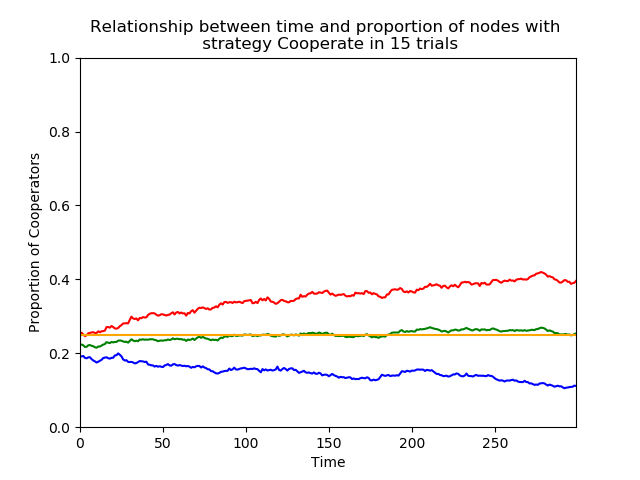 Relationship between time and proportion of nodes with
strategy Cooperate in 15 trials
1.0
0.8
0.6
0.4
0.2
0.0
Proportion of Cooperators
0 50 100 150 200 250
Time